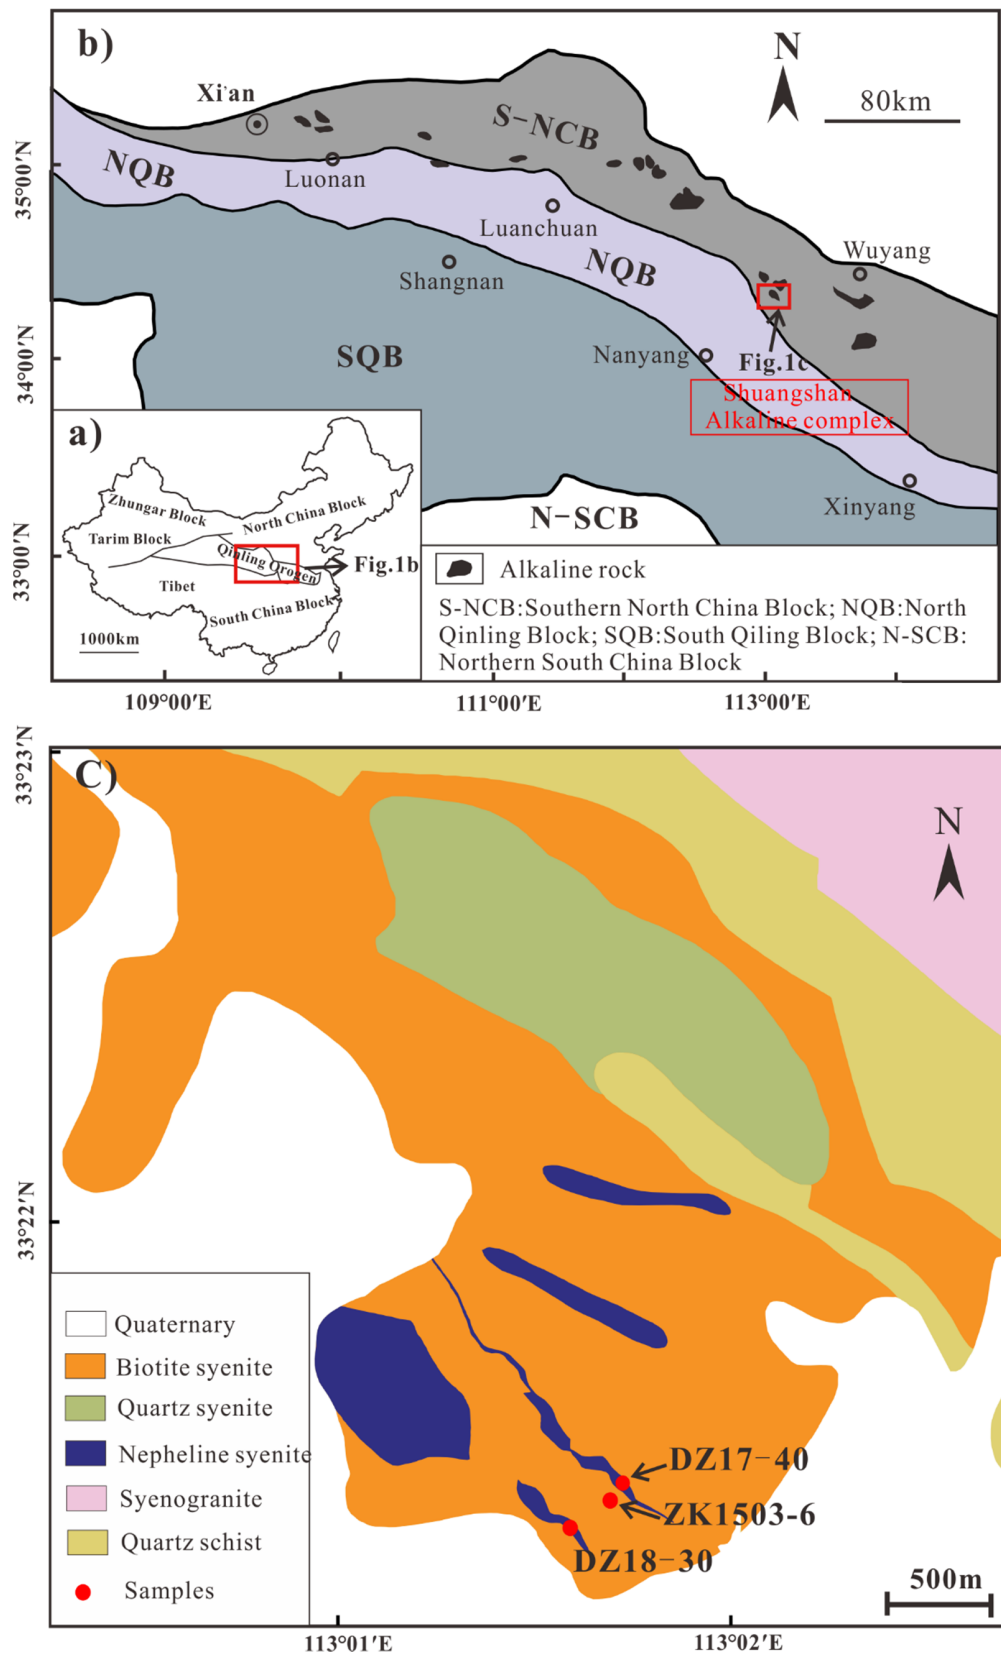 b)
N
80km
Xi'an
S-NCB
NQB
Luonan
Luanchuan
Wuyang
NQB
Shangnan
SQB
Nanyang
Fig.1c
Shuangshan
Alkaline complex
Xinyang
N-SCB
35°00′N
34°00′N
33°00′N
a)
Zhungar Block
North China Block
Tarim Block
Qinling Orogen
Fig.1b
Tibet
South China Block
1000km
Alkaline rock
S-NCB:Southern North China Block; NQB:North
Qinling Block; SQB:South Qiling Block; N-SCB:
Northern South China Block
109°00′E
111°00′E
113°00′E
C)
N
33°23′N
33°22′N
Quaternary
Biotite syenite
Quartz syenite
Nepheline syenite
Syenogranite
Quartz schist
Samples
DZ17-40
ZK1503-6
DZ18-30
500m
113°01′E
113°02′E